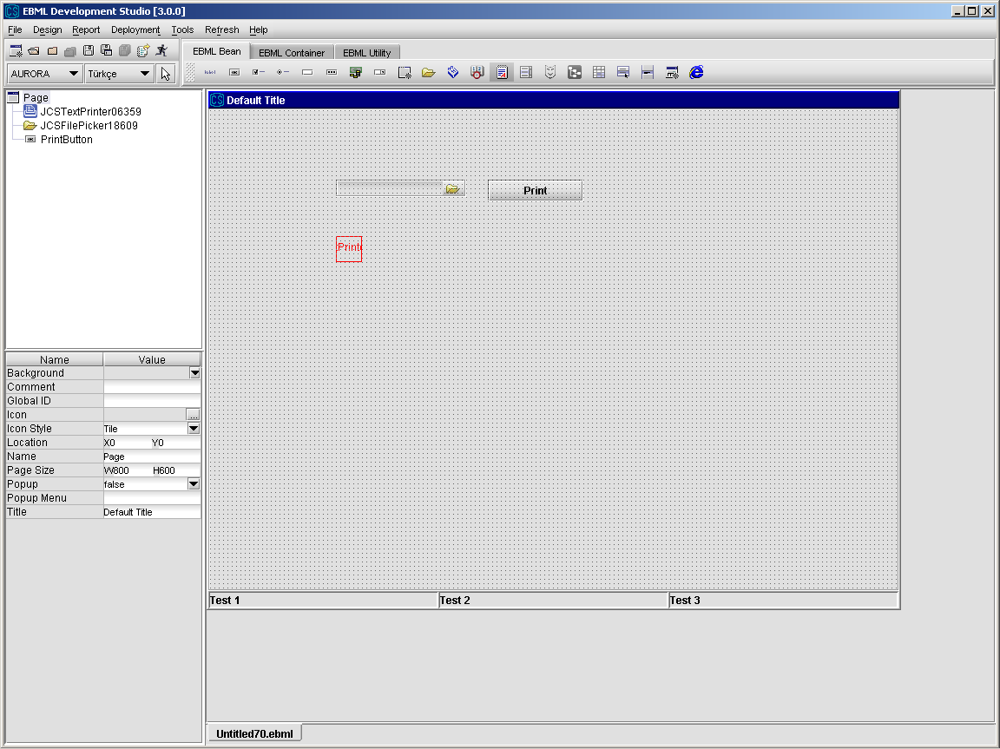 EBML Development Studio [3.0.0]
File Design Report Deployment Tools Refresh Help
EBML Bean EBML Container EBML Utility
AURORA Türkçe
Page
JCSTextPrinter06359
JCSFilePicker18609
PrintButton
Default Title
Print
Print
Name Value
Background
Comment
Global ID
Icon ...
Icon Style Tile
Location X0 Y0
Name Page
Page Size W800 H600
Popup false
Popup Menu
Title Default Title
Test 1 Test 2 Test 3
Untitled70.ebml